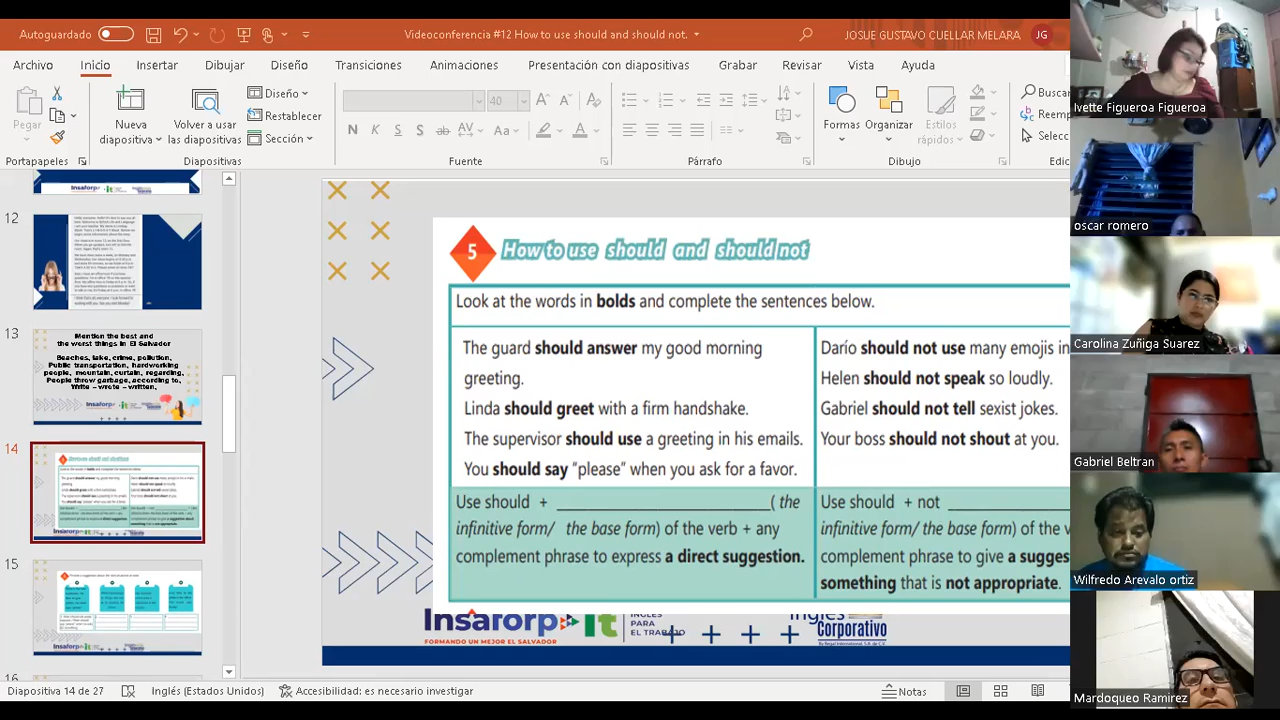 Autoguardado
Videoconferencia #12 How to use should and should not.
JOSUE GUSTAVO CUELLAR MELARA
JG
Archivo Inicio Insertar Dibujar Diseño Transiciones Animaciones Presentación con diapositivas Grabar Revisar Vista Ayuda
Pegar
Nueva diapositiva
Volver a usar las diapositivas
Diseño
Restablecer
Sección
40
N K S S ab AV Aa A
Formas Organizar Estilos rápidos
Buscar
Reemp
Selecc
Portapapeles Diapositivas Fuente Párrafo Dibujo
12
13
Mention the best and
the worst things in El Salvador
Beaches, lake, crime, pollution,
Public transportation, hardworking
people, mountain, curtain, regarding,
People throw garbage, according to,
Write – wrote – written,
14
15
5 How to use should and should not
Look at the words in bolds and complete the sentences below.
The guard should answer my good morning
greeting.
Linda should greet with a firm handshake.
The supervisor should use a greeting in his emails.
You should say “please” when you ask for a favor.
Dario should not use many emojis in
Helen should not speak so loudly.
Gabriel should not tell sexist jokes.
Your boss should not shout at you.
Use should + ( the
infinitive form/ the base form) of the verb + any
complement phrase to express a direct suggestion.
Use should + not
infinitive form/ the base form) of the v
complement phrase to give a sugges
something that is not appropriate.
Insaforp
FORMANDO UN MEJOR EL SALVADOR
it
INGLÉS
PARA
EL TRABAJO
Inglés
Corporativo
Diapositiva 14 de 27
Inglés (Estados Unidos)
Accesibilidad: es necesario investigar
Notas
Ivette Figueroa Figueroa
oscar romero
Carolina Zuñiga Suarez
Gabriel Beltran
Wilfredo Arevalo ortiz
Mardoqueo Ramirez